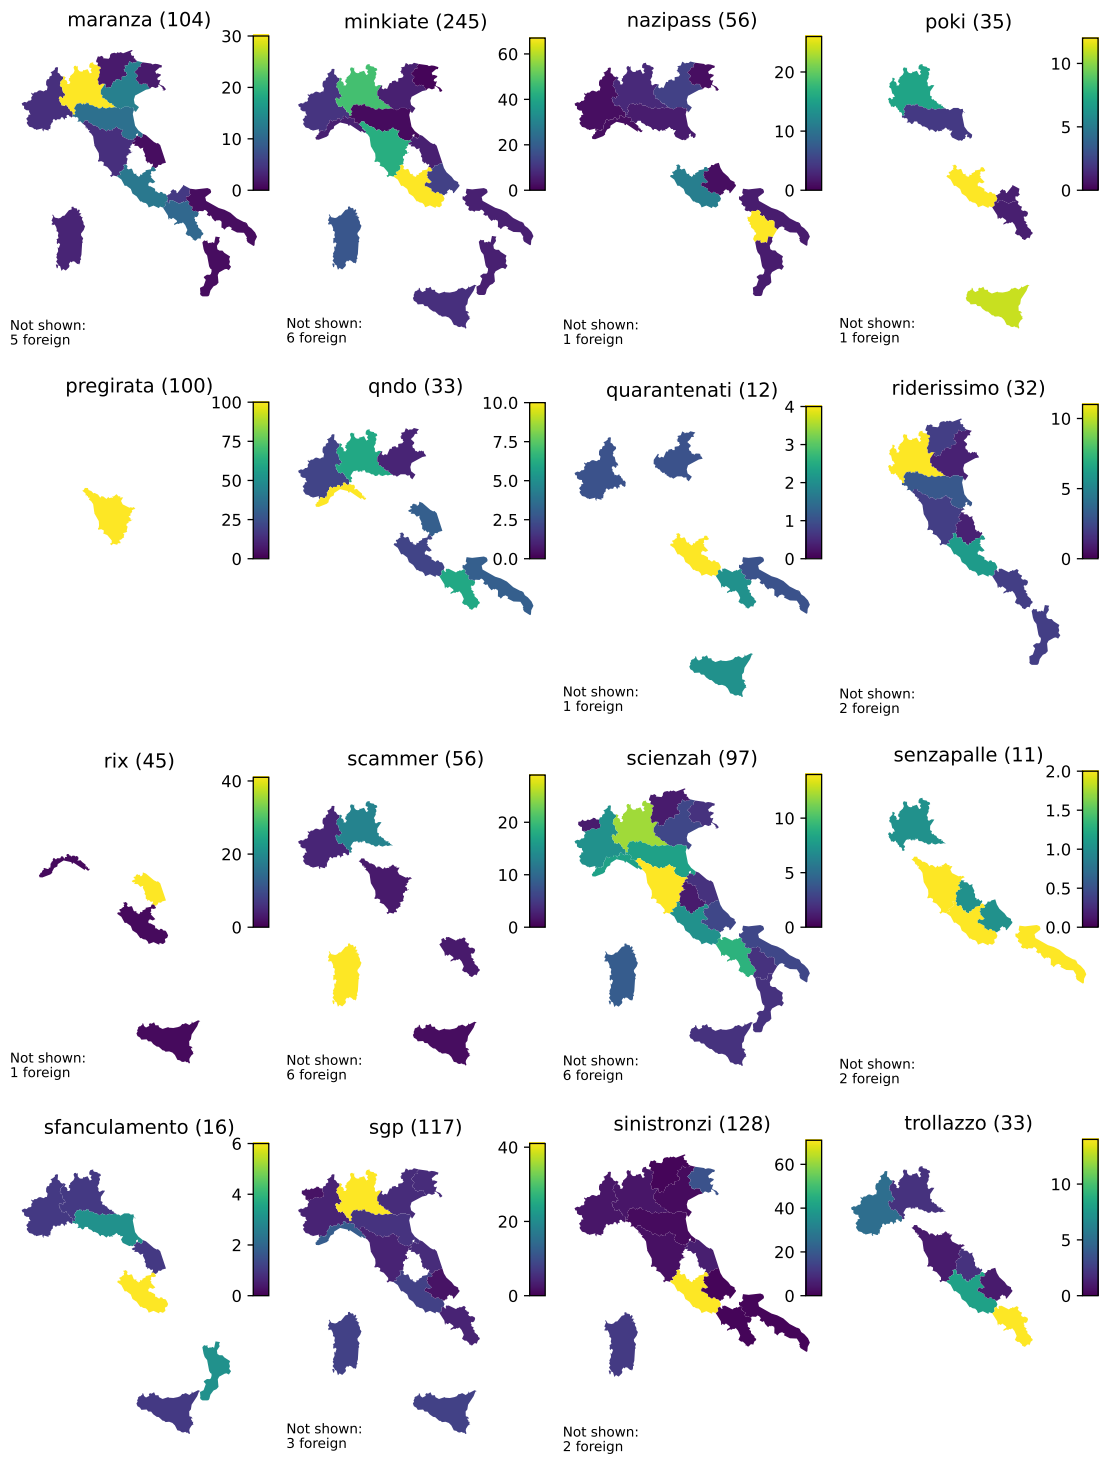 maranza (104)
30
20
10
0
Not shown:
5 foreign
minkiate (245)
60
40
20
0
Not shown:
6 foreign
nazipass (56)
20
10
0
Not shown:
1 foreign
poki (35)
10
5
0
Not shown:
1 foreign
pregirata (100)
100
75
50
25
0
qndo (33)
10.0
7.5
5.0
2.5
0.0
quarantenati (12)
4
3
2
1
0
Not shown:
1 foreign
riderissimo (32)
10
5
0
Not shown:
2 foreign
rix (45)
40
20
0
Not shown:
1 foreign
scammer (56)
20
10
0
Not shown:
6 foreign
scienzah (97)
10
5
0
Not shown:
6 foreign
senzapalle (11)
2.0
1.5
1.0
0.5
0.0
Not shown:
2 foreign
sfanculamento (16)
6
4
2
0
sgp (117)
40
20
0
Not shown:
3 foreign
sinistronzi (128)
60
40
20
0
Not shown:
2 foreign
trollazzo (33)
10
5
0